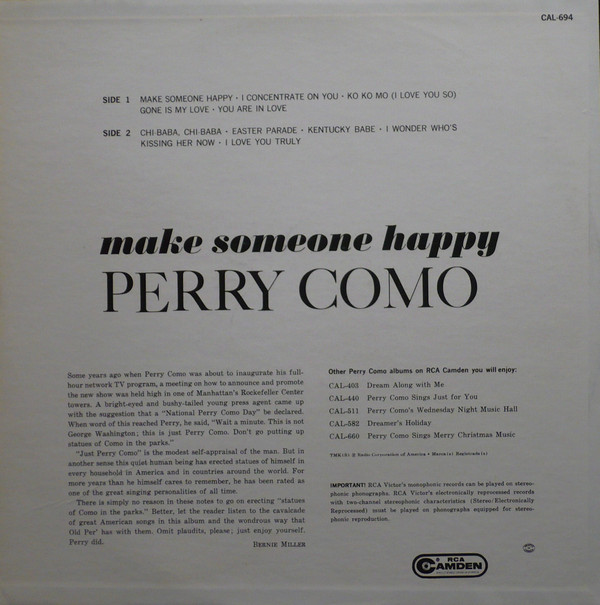 CAL-694
SIDE 1 MAKE SOMEONE HAPPY • I CONCENTRATE ON YOU • KO KO MO (I LOVE YOU SO)
GONE IS MY LOVE • YOU ARE IN LOVE
SIDE 2 CHI-BABA, CHI-BABA • EASTER PARADE • KENTUCKY BABE • I WONDER WHO'S
KISSING HER NOW • I LOVE YOU TRULY
make someone happy
PERRY COMO
Some years ago when Perry Como was about to inaugurate his full-
hour network TV program, a meeting on how to announce and promote
the new show was held high in one of Manhattan's Rockefeller Center
towers. A bright-eyed and bushy-tailed young press agent came up
with the suggestion that a "National Perry Como Day" be declared.
When word of this reached Perry, he said, "Wait a minute. This is not
George Washington; this is just Perry Como. Don't go putting up
statues of Como in the parks."
"Just Perry Como" is the modest self-appraisal of the man. But in
another sense this quiet human being has erected statues of himself in
every household in America and in countries around the world. For
more years than he himself cares to remember, he has been rated as
one of the great singing personalities of all time.
There is simply no reason in these notes to go on erecting "statues
of Como in the parks." Better, let the reader listen to the cavalcade
of great American songs in this album and the wondrous way that
Old Per' has with them. Omit plaudits, please; just enjoy yourself.
Perry did.
BERNIE MILLER
Other Perry Como albums on RCA Camden you will enjoy:
CAL-403 Dream Along with Me
CAL-440 Perry Como Sings Just for You
CAL-511 Perry Como's Wednesday Night Music Hall
CAL-582 Dreamer's Holiday
CAL-660 Perry Como Sings Merry Christmas Music
TMK(s) ® Radio Corporation of America • Marca(s) Registrada(s)
IMPORTANT! RCA Victor's monophonic records can be played on stereo-
phonic phonographs. RCA Victor's electronically reprocessed records
with two-channel stereophonic characteristics (Stereo/Electronically
Reprocessed) must be played on phonographs equipped for stereo-
phonic reproduction.
RCA
CAMDEN